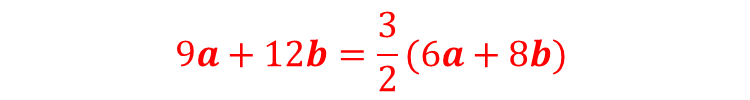 9a + 12b = 3/2 (6a + 8b)